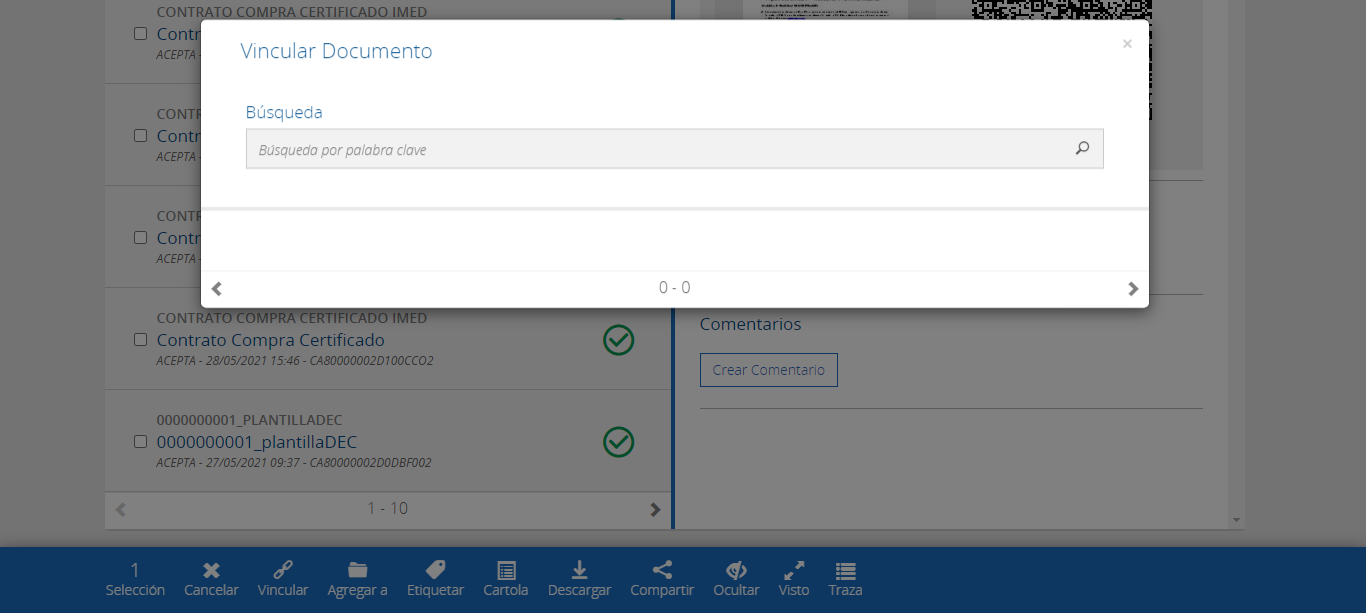 CONTRATO COMPRA CERTIFICADO IMED
Contr
ACEPTA -
Vincular Documento
×
Búsqueda
Búsqueda por palabra clave
CONTR
Contr
ACEPTA -
CONTR
Contr
ACEPTA -
0 - 0
CONTRATO COMPRA CERTIFICADO IMED
Contrato Compra Certificado
ACEPTA - 28/05/2021 15:46 - CA80000002D100CCO2
Comentarios
Crear Comentario
0000000001_PLANTILLADEC
0000000001_plantillaDEC
ACEPTA - 27/05/2021 09:37 - CA80000002D0DBF002
1 - 10
1
Selección Cancelar Vincular Agregar a Etiquetar Cartola Descargar Compartir Ocultar Visto Traza